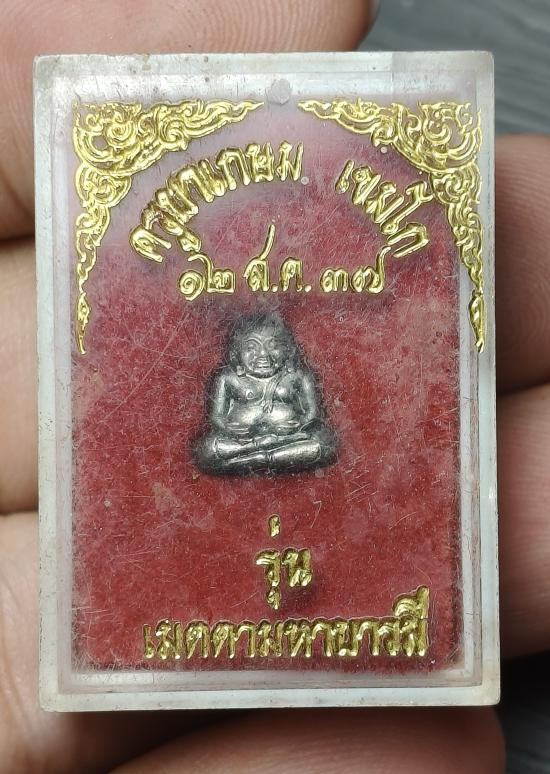 ครูบาเกษม เขมโก
๑๒ ส.ค. ๓๗
รุ่น
เมตตามหาบารมี